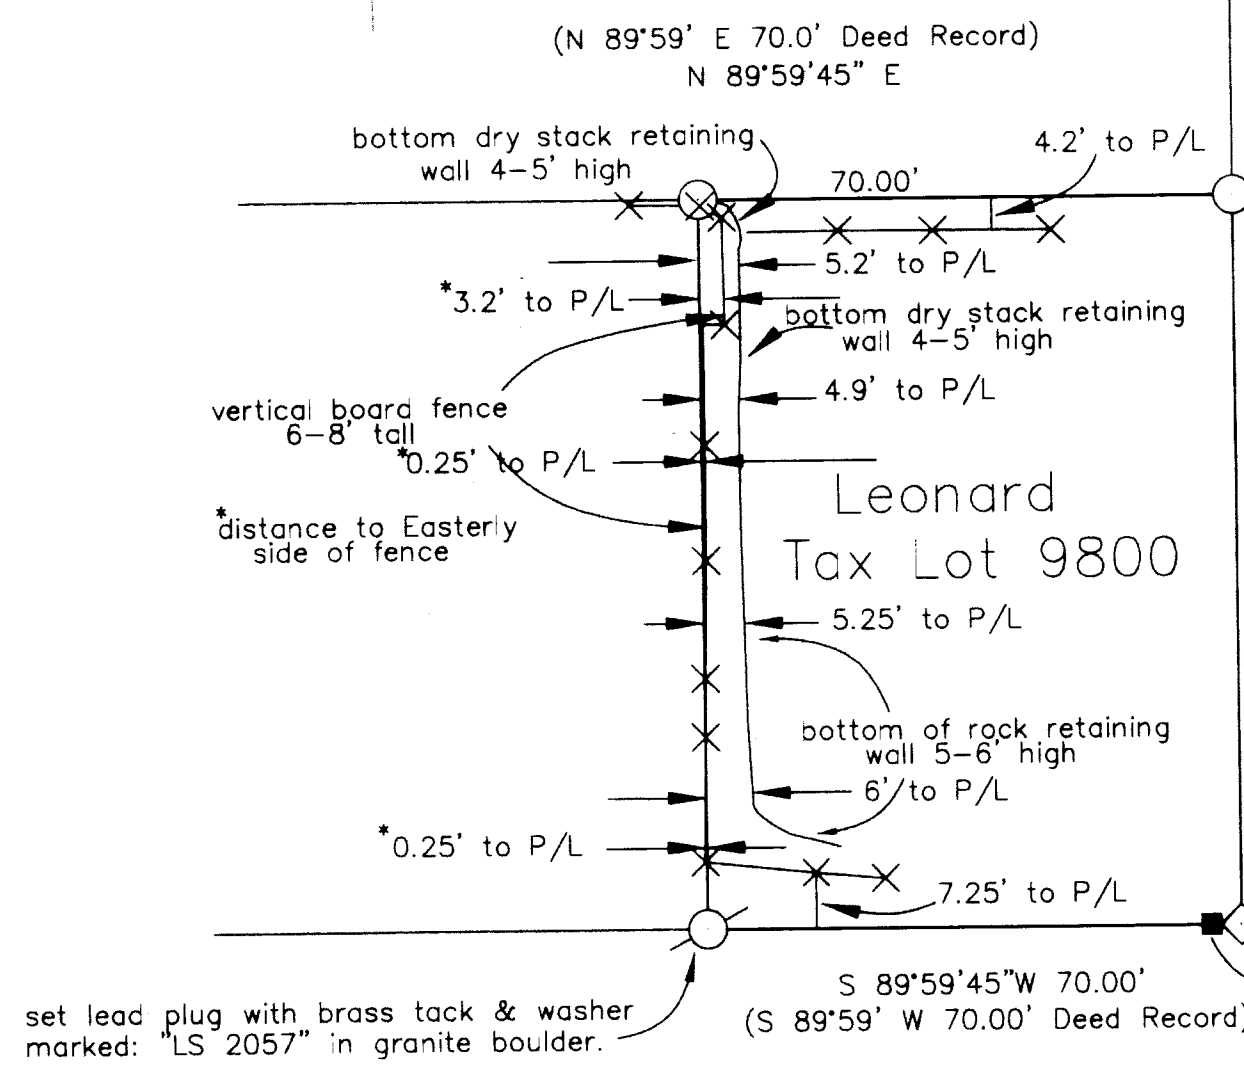 (N 89°59' E 70.0' Deed Record)
N 89°59'45" E
bottom dry stack retaining
wall 4-5' high
4.2' to P/L
70.00'
5.2' to P/L
*3.2' to P/L
bottom dry stack retaining
wall 4-5' high
4.9' to P/L
vertical board fence
6-8' tall
*0.25' to P/L
Leonard
Tax Lot 9800
*distance to Easterly
side of fence
5.25' to P/L
bottom of rock retaining
wall 5-6' high
6' to P/L
*0.25' to P/L
7.25' to P/L
S 89°59'45"W 70.00'
(S 89°59' W 70.00' Deed Record)
set lead plug with brass tack & washer
marked: "LS 2057" in granite boulder.